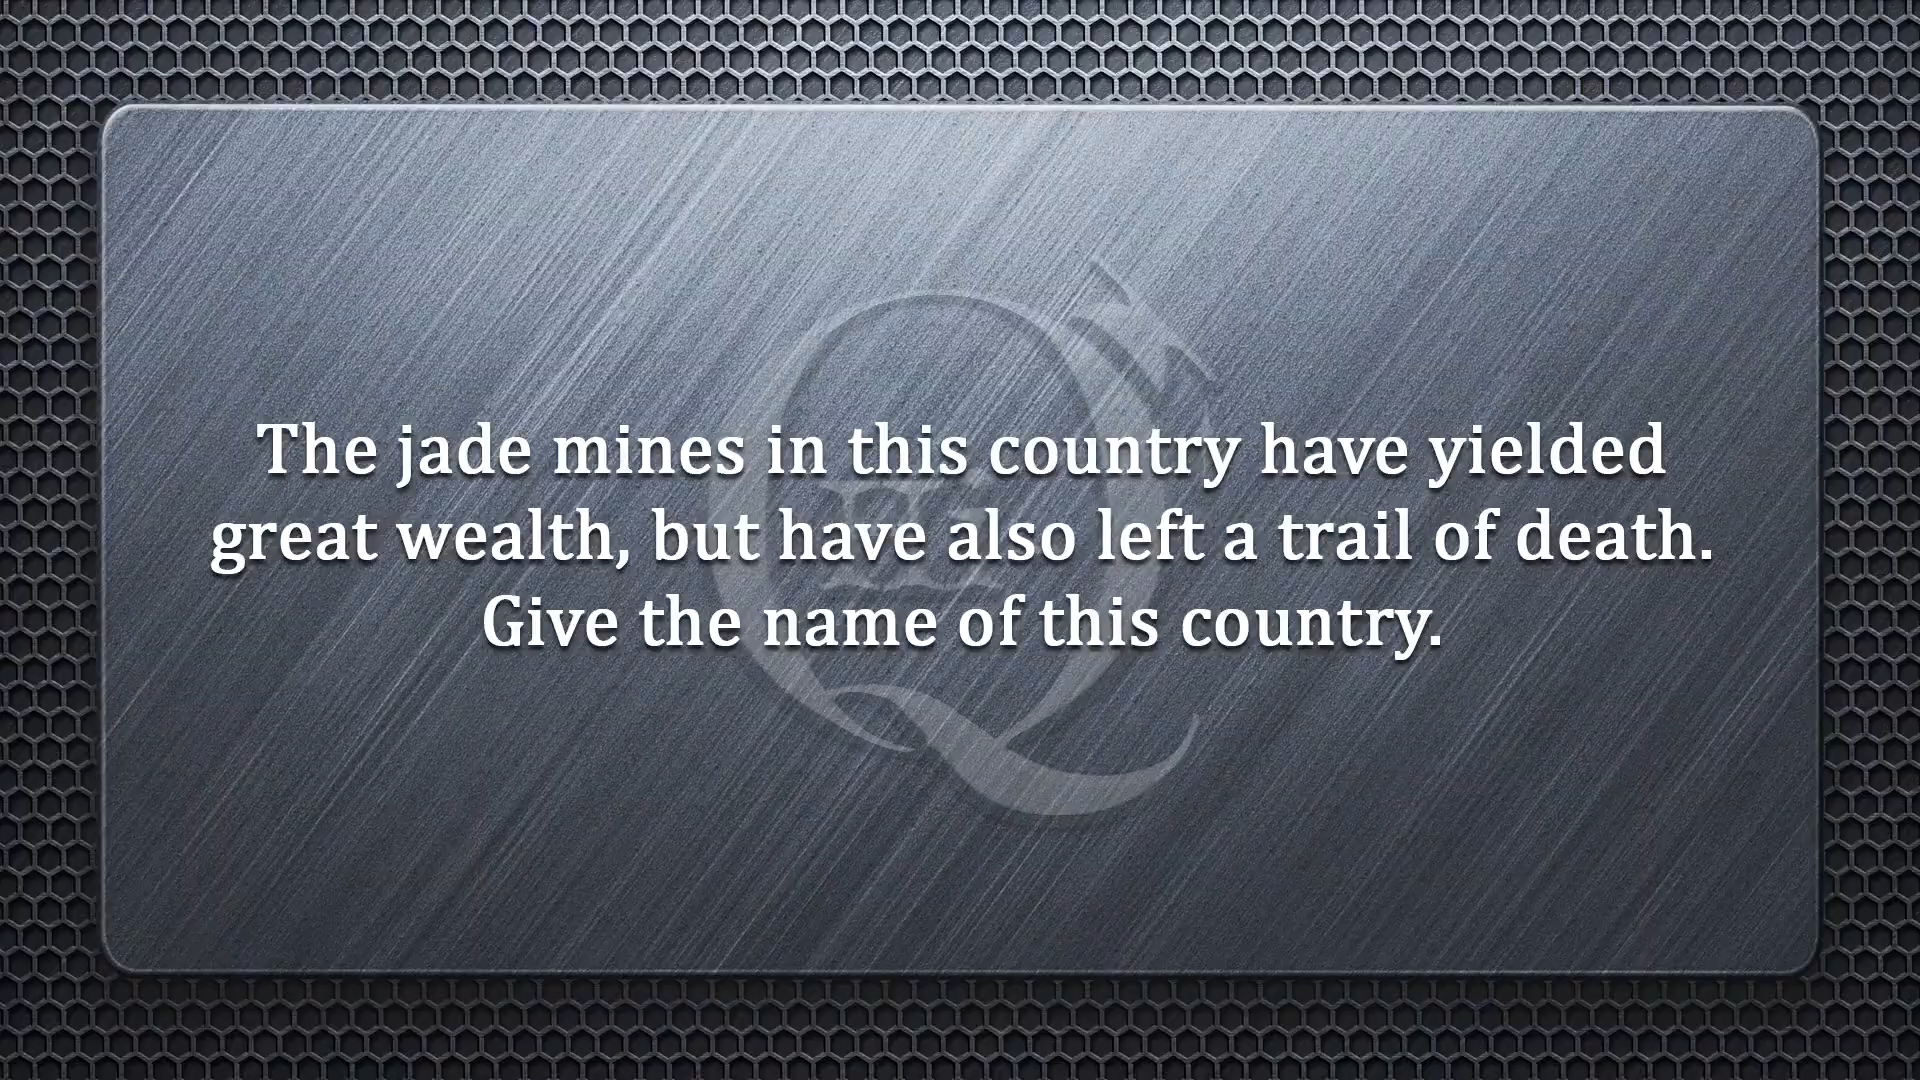 The jade mines in this country have yielded
great wealth, but have also left a trail of death.
Give the name of this country.